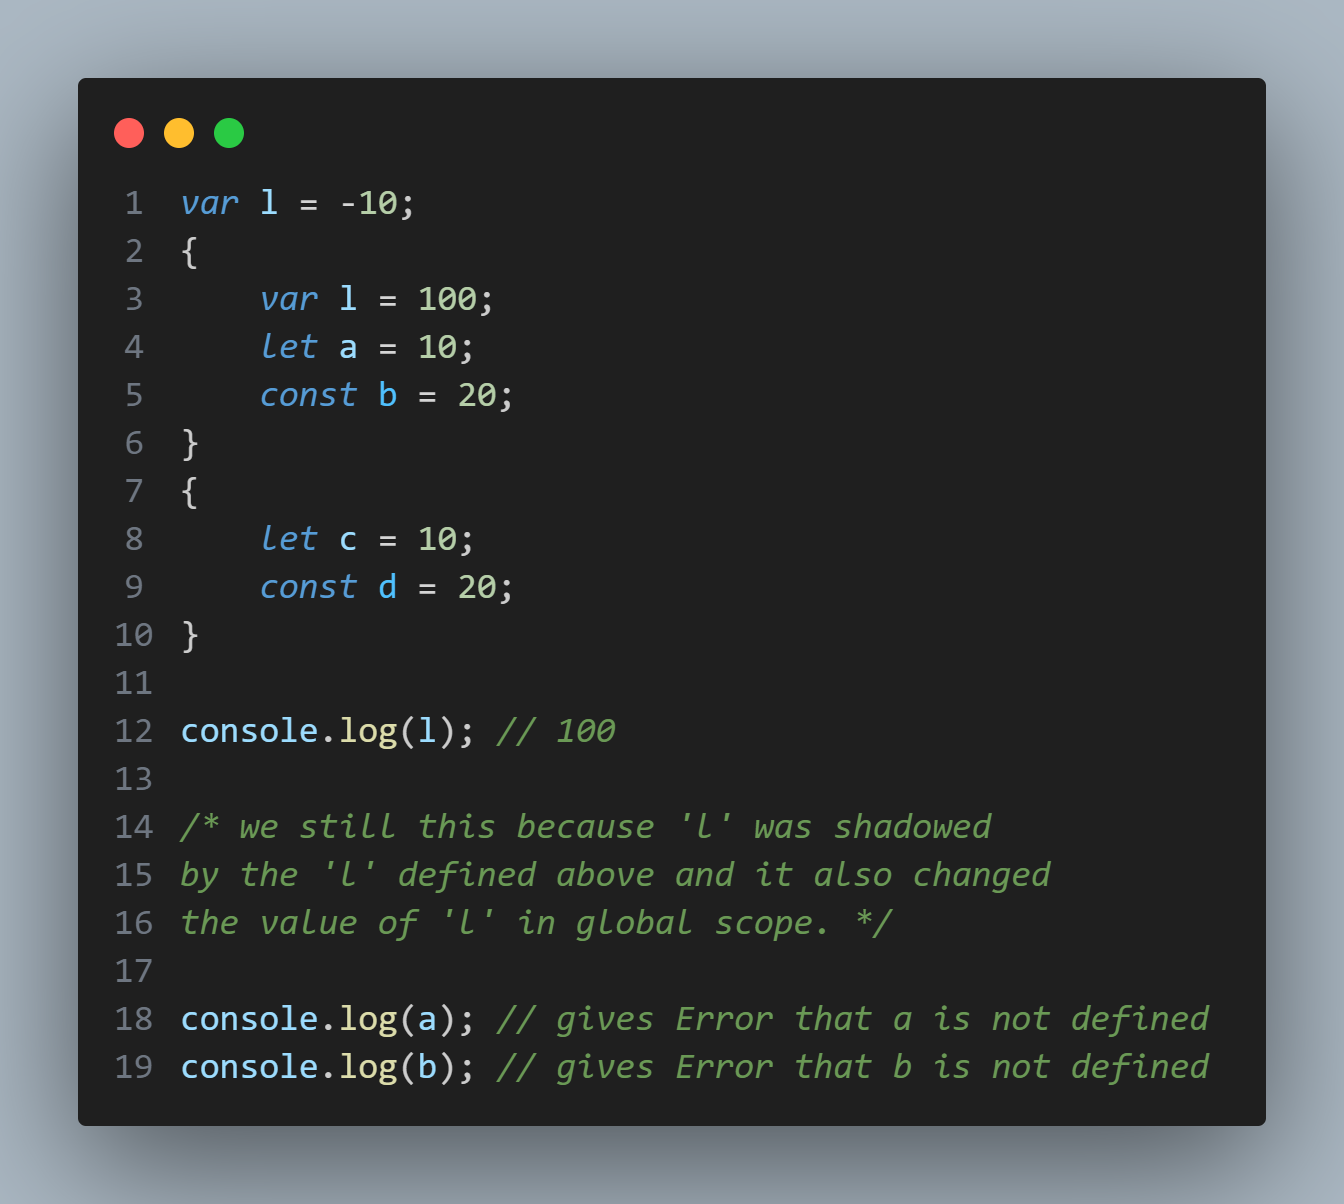 1 var l = -10;
2 {
3     var l = 100;
4     let a = 10;
5     const b = 20;
6 }
7 {
8     let c = 10;
9     const d = 20;
10 }
11
12 console.log(l); // 100
13
14 /* we still this because 'l' was shadowed
15 by the 'l' defined above and it also changed
16 the value of 'l' in global scope. */
17
18 console.log(a); // gives Error that a is not defined
19 console.log(b); // gives Error that b is not defined